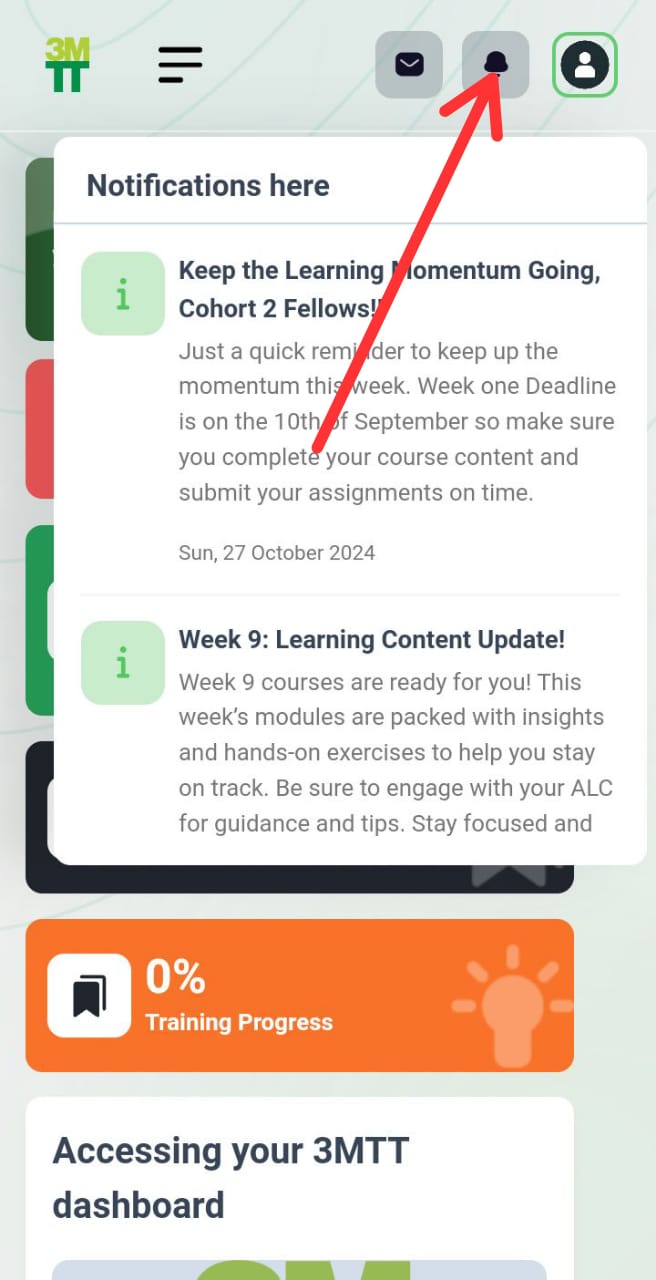 3M
TT
Notifications here
Keep the Learning Momentum Going,
Cohort 2 Fellows!!
Just a quick reminder to keep up the
momentum this week. Week one Deadline
is on the 10th of September so make sure
you complete your course content and
submit your assignments on time.
Sun, 27 October 2024
Week 9: Learning Content Update!
Week 9 courses are ready for you! This
week’s modules are packed with insights
and hands-on exercises to help you stay
on track. Be sure to engage with your ALC
for guidance and tips. Stay focused and
0%
Training Progress
Accessing your 3MTT
dashboard